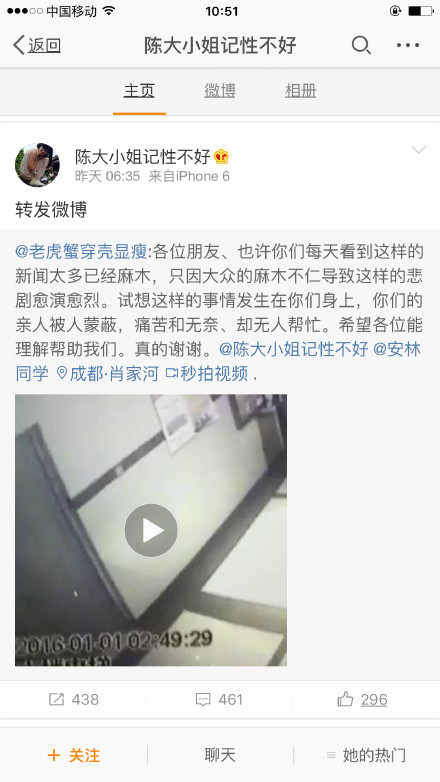 中国移动 10:51
返回 陈大小姐记性不好
主页 微博 相册
陈大小姐记性不好
昨天 06:35 来自iPhone 6
转发微博
@老虎蟹穿壳显瘦:各位朋友、也许你们每天看到这样的
新闻太多已经麻木，只因大众的麻木不仁导致这样的悲
剧愈演愈烈。试想这样的事情发生在你们身上，你们的
亲人被人蒙蔽，痛苦和无奈、却无人帮忙。希望各位能
理解帮助我们。真的谢谢。@陈大小姐记性不好 @安林
同学 成都·肖家河 秒拍视频 .
2016-01-01 02:49:29
438 461 296
+ 关注 聊天 她的热门